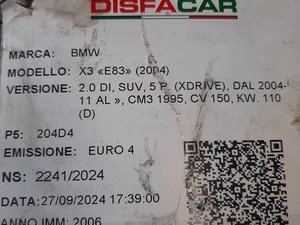 DISFACAR
MARCA: BMW
MODELLO: X3 «E83» (2004)
VERSIONE: 2.0 DI, SUV, 5 P. (XDRIVE), DAL 2004-
11 AL », CM3 1995, CV 150, KW. 110
(D)
P5: 204D4
EMISSIONE: EURO 4
NS: 2241/2024
DATA: 27/09/2024 17:39:00
ANNO IMM: 2006